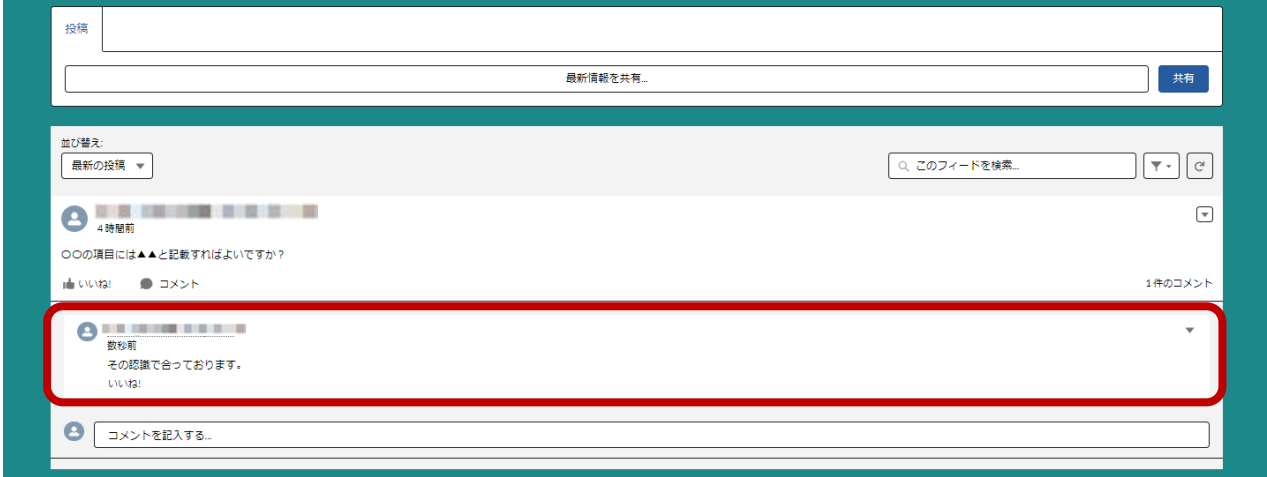 投稿
最新情報を共有...
共有
並び替え:
最新の投稿
このフィードを検索...
4時間前
〇〇の項目には▲▲と記載すればよいですか？
いいね!
コメント
1件のコメント
数秒前
その認識で合っております。
いいね!
コメントを記入する...